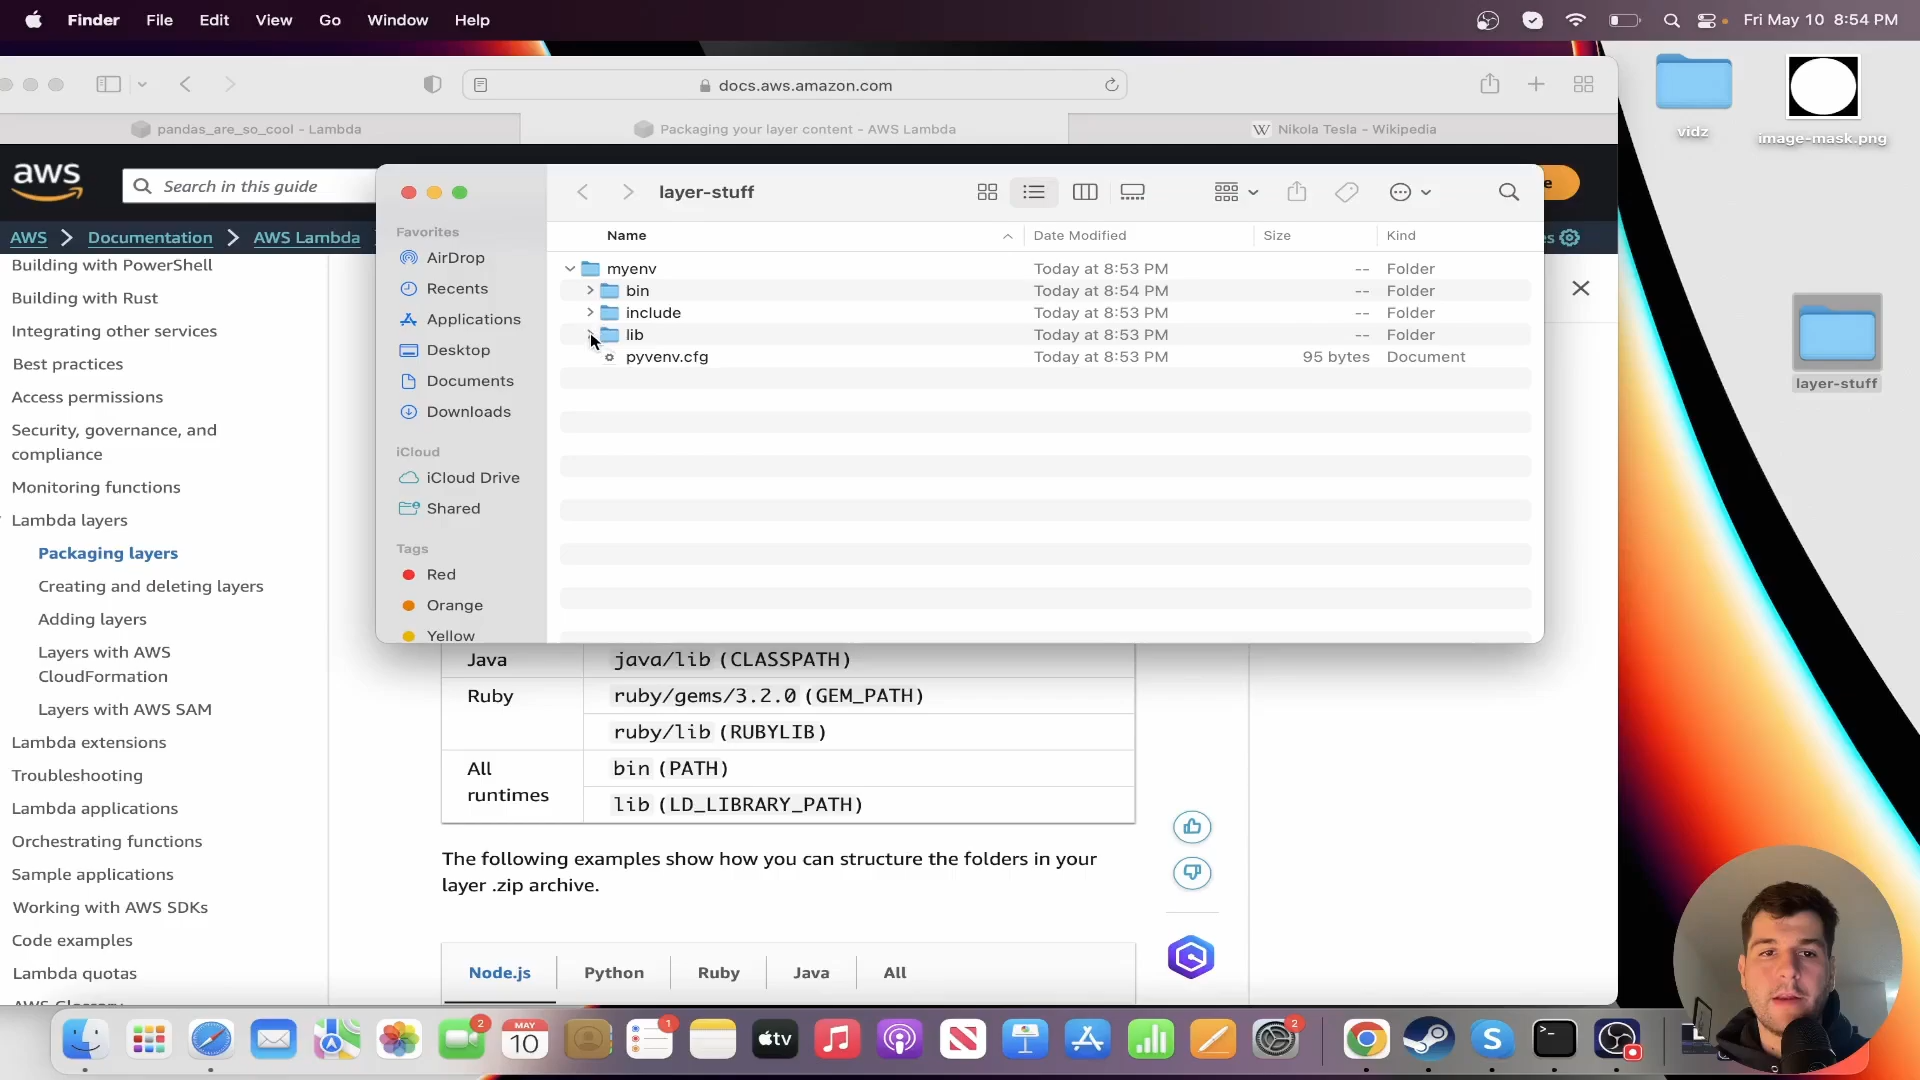 Finder File Edit View Go Window Help
Fri May 10 8:54 PM
docs.aws.amazon.com
pandas_are_so_cool - Lambda
Packaging your layer content - AWS Lambda
W Nikola Tesla - Wikipedia
vidz
image-mask.png
layer-stuff
aws
Search in this guide
AWS > Documentation > AWS Lambda
Building with PowerShell
Building with Rust
Integrating other services
Best practices
Access permissions
Security, governance, and
compliance
Monitoring functions
Lambda layers
Packaging layers
Creating and deleting layers
Adding layers
Layers with AWS
CloudFormation
Layers with AWS SAM
Lambda extensions
Troubleshooting
Lambda applications
Orchestrating functions
Sample applications
Working with AWS SDKs
Code examples
Lambda quotas
AWS Glossary
layer-stuff
Favorites
AirDrop
Recents
Applications
Desktop
Documents
Downloads
iCloud
iCloud Drive
Shared
Tags
Red
Orange
Yellow
Name Date Modified Size Kind
myenv Today at 8:53 PM -- Folder
bin Today at 8:54 PM -- Folder
include Today at 8:53 PM -- Folder
lib Today at 8:53 PM -- Folder
pyvenv.cfg Today at 8:53 PM 95 bytes Document
Java java/lib (CLASSPATH)
Ruby ruby/gems/3.2.0 (GEM_PATH)
ruby/lib (RUBYLIB)
All
runtimes
bin (PATH)
lib (LD_LIBRARY_PATH)
The following examples show how you can structure the folders in your
layer .zip archive.
Node.js Python Ruby Java All
2
MAY
10
1
tv
2